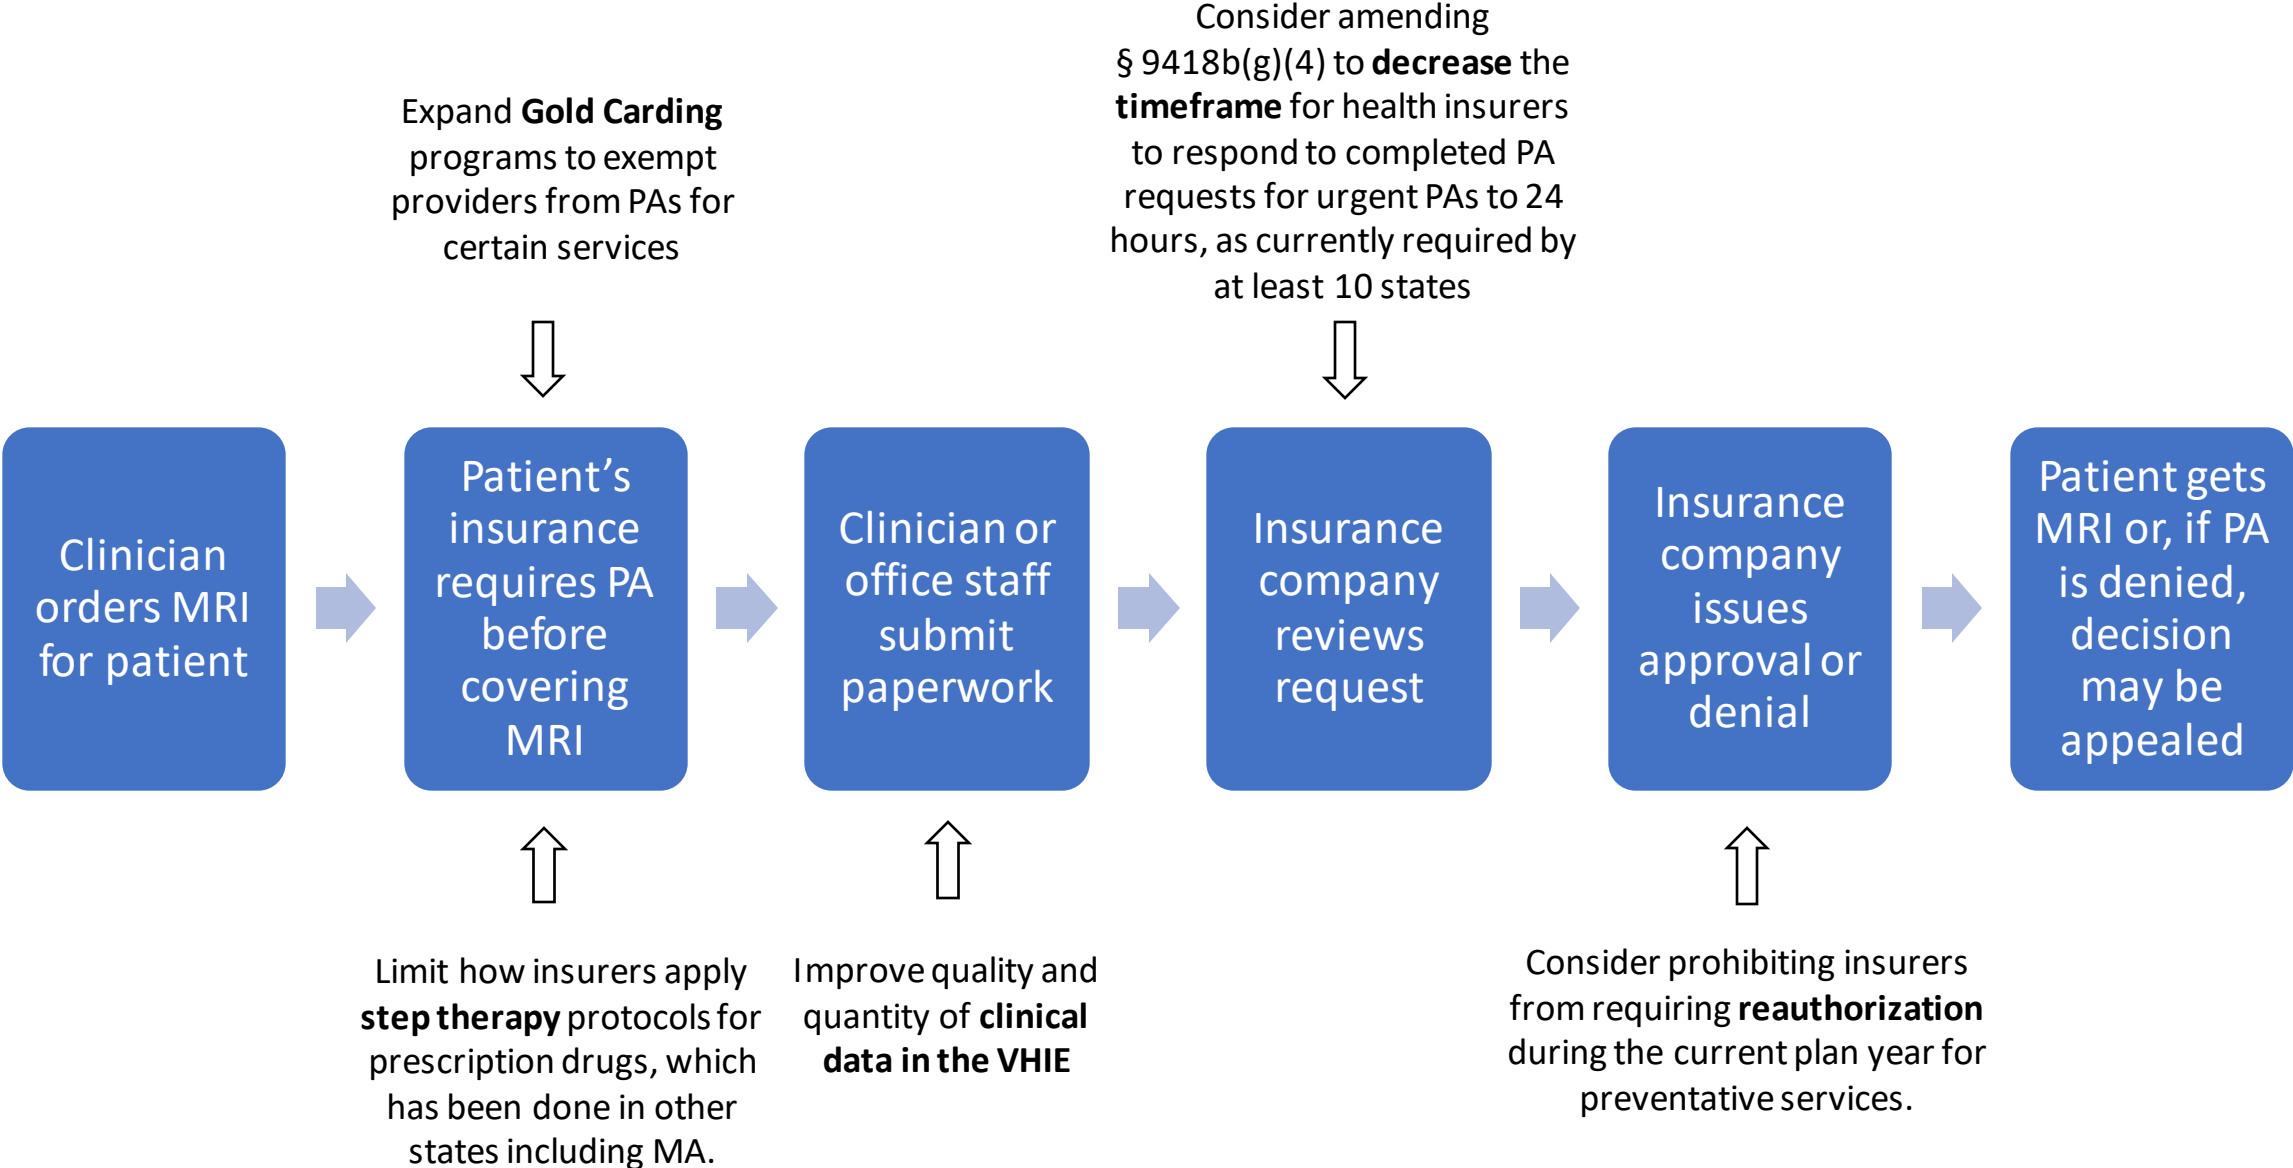 Consider amending
§ 9418b(g)(4) to decrease the
timeframe for health insurers
to respond to completed PA
requests for urgent PAs to 24
hours, as currently required by
at least 10 states
Expand Gold Carding
programs to exempt
providers from PAs for
certain services
Clinician
orders MRI
for patient
Patient’s
insurance
requires PA
before
covering
MRI
Clinician or
office staff
submit
paperwork
Insurance
company
reviews
request
Insurance
company
issues
approval or
denial
Patient gets
MRI or, if PA
is denied,
decision
may be
appealed
Limit how insurers apply
step therapy protocols for
prescription drugs, which
has been done in other
states including MA.
Improve quality and
quantity of clinical
data in the VHIE
Consider prohibiting insurers
from requiring reauthorization
during the current plan year for
preventative services.